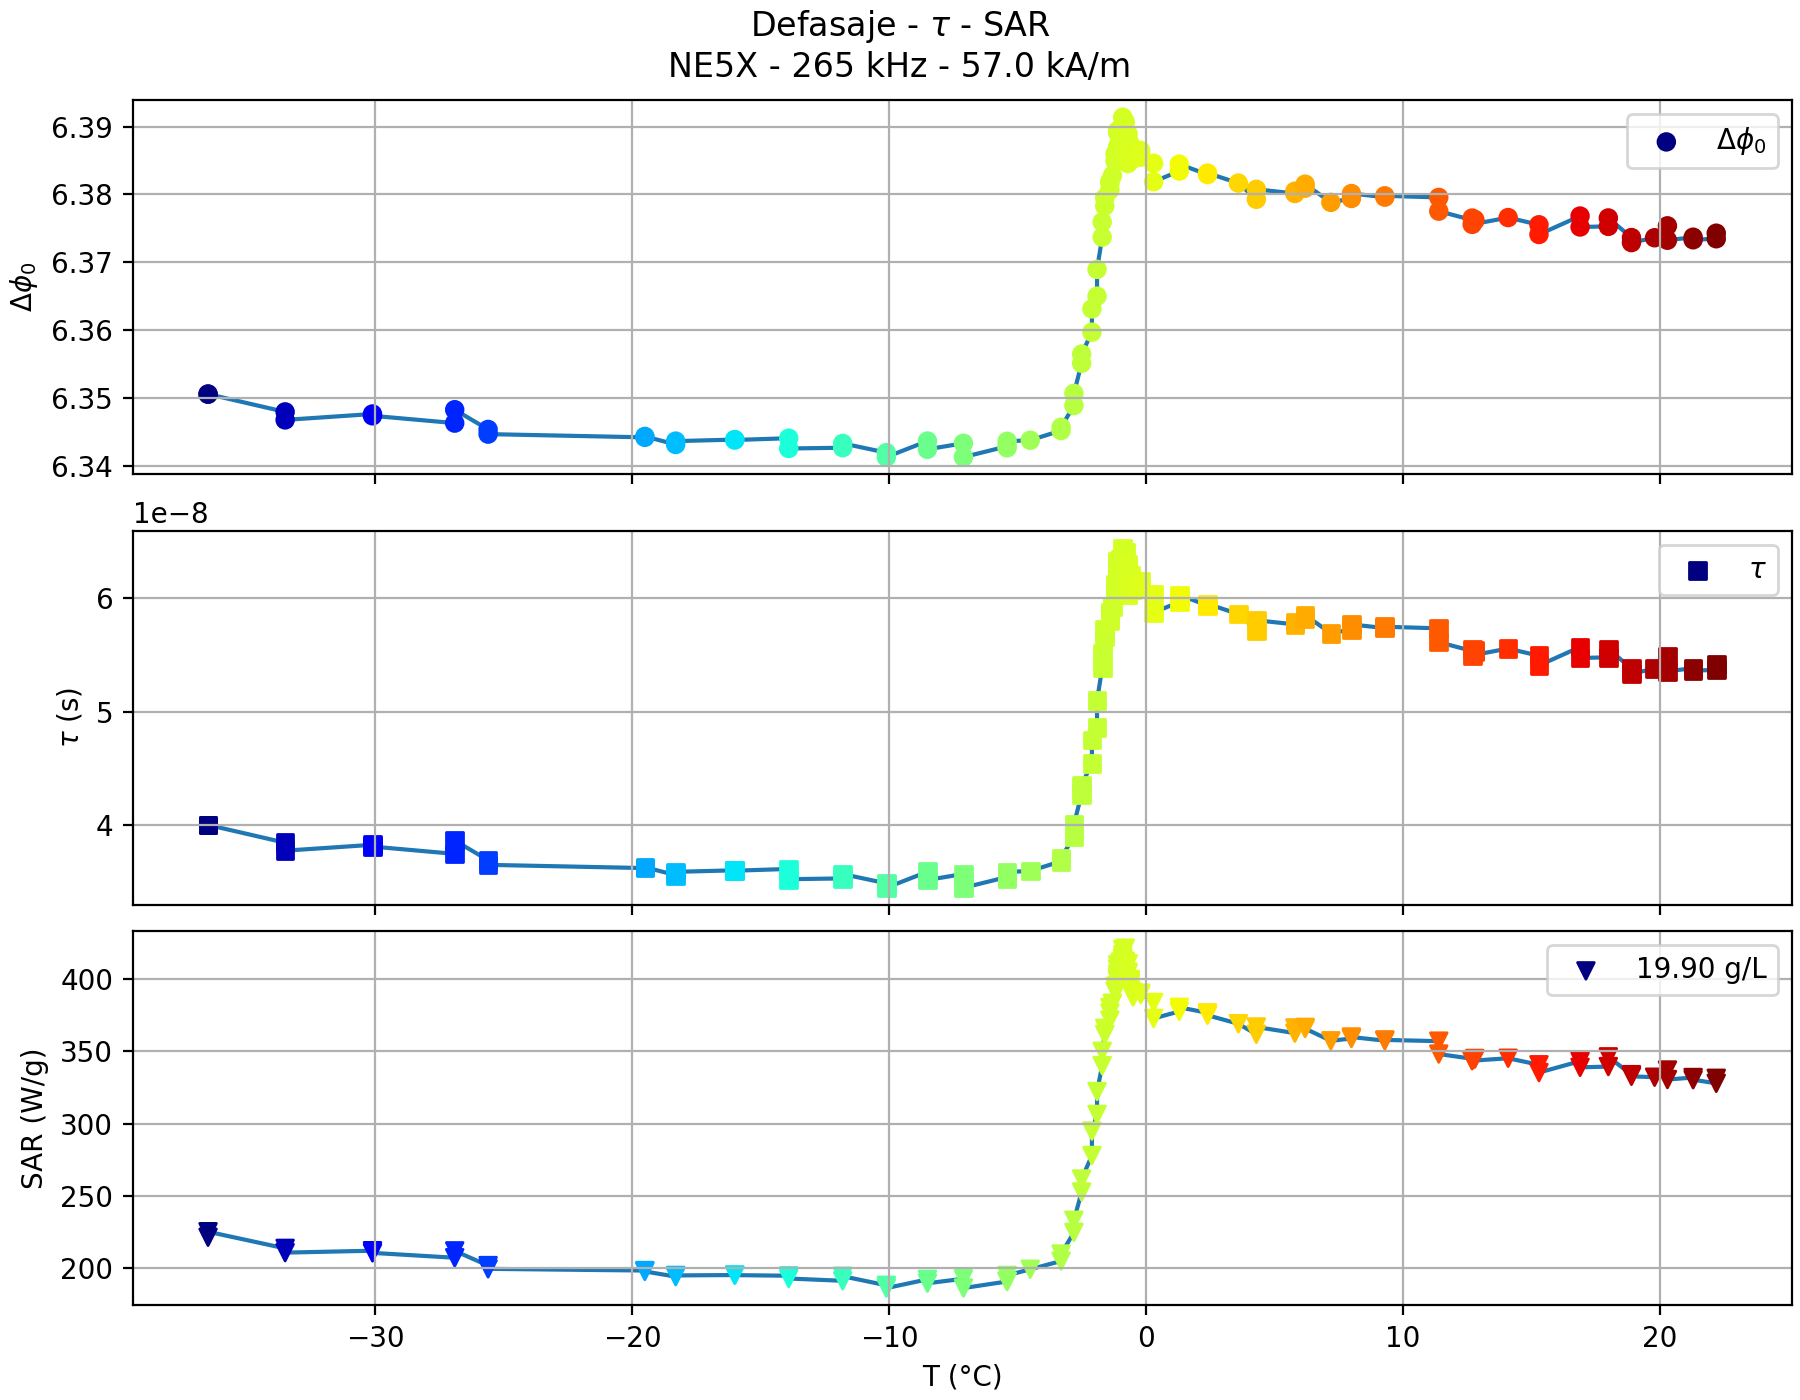 Defasaje - τ - SAR
NE5X - 265 kHz - 57.0 kA/m
Δϕ₀
6.39
6.38
6.37
6.36
6.35
6.34
Δϕ₀
1e−8
τ
6
5
4
τ (s)
19.90 g/L
400
350
300
250
200
SAR (W/g)
−30 −20 −10 0 10 20
T (°C)